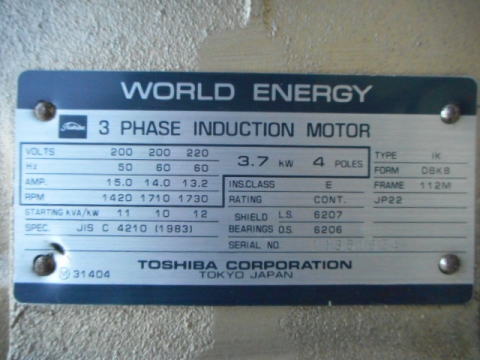 WORLD ENERGY
Toshiba 3 PHASE INDUCTION MOTOR
VOLTS 200 200 220
Hz 50 60 60
AMP. 15.0 14.0 13.2
RPM 1420 1710 1730
STARTING kVA/kW 11 10 12
SPEC. JIS C 4210 (1983)
3.7 kW 4 POLES
INS.CLASS E
RATING CONT.
SHIELD L.S. 6207
BEARINGS O.S. 6206
SERIAL NO.
TYPE IK
FORM DBKB
FRAME 112M
JP22
M 31404
TOSHIBA CORPORATION
TOKYO JAPAN